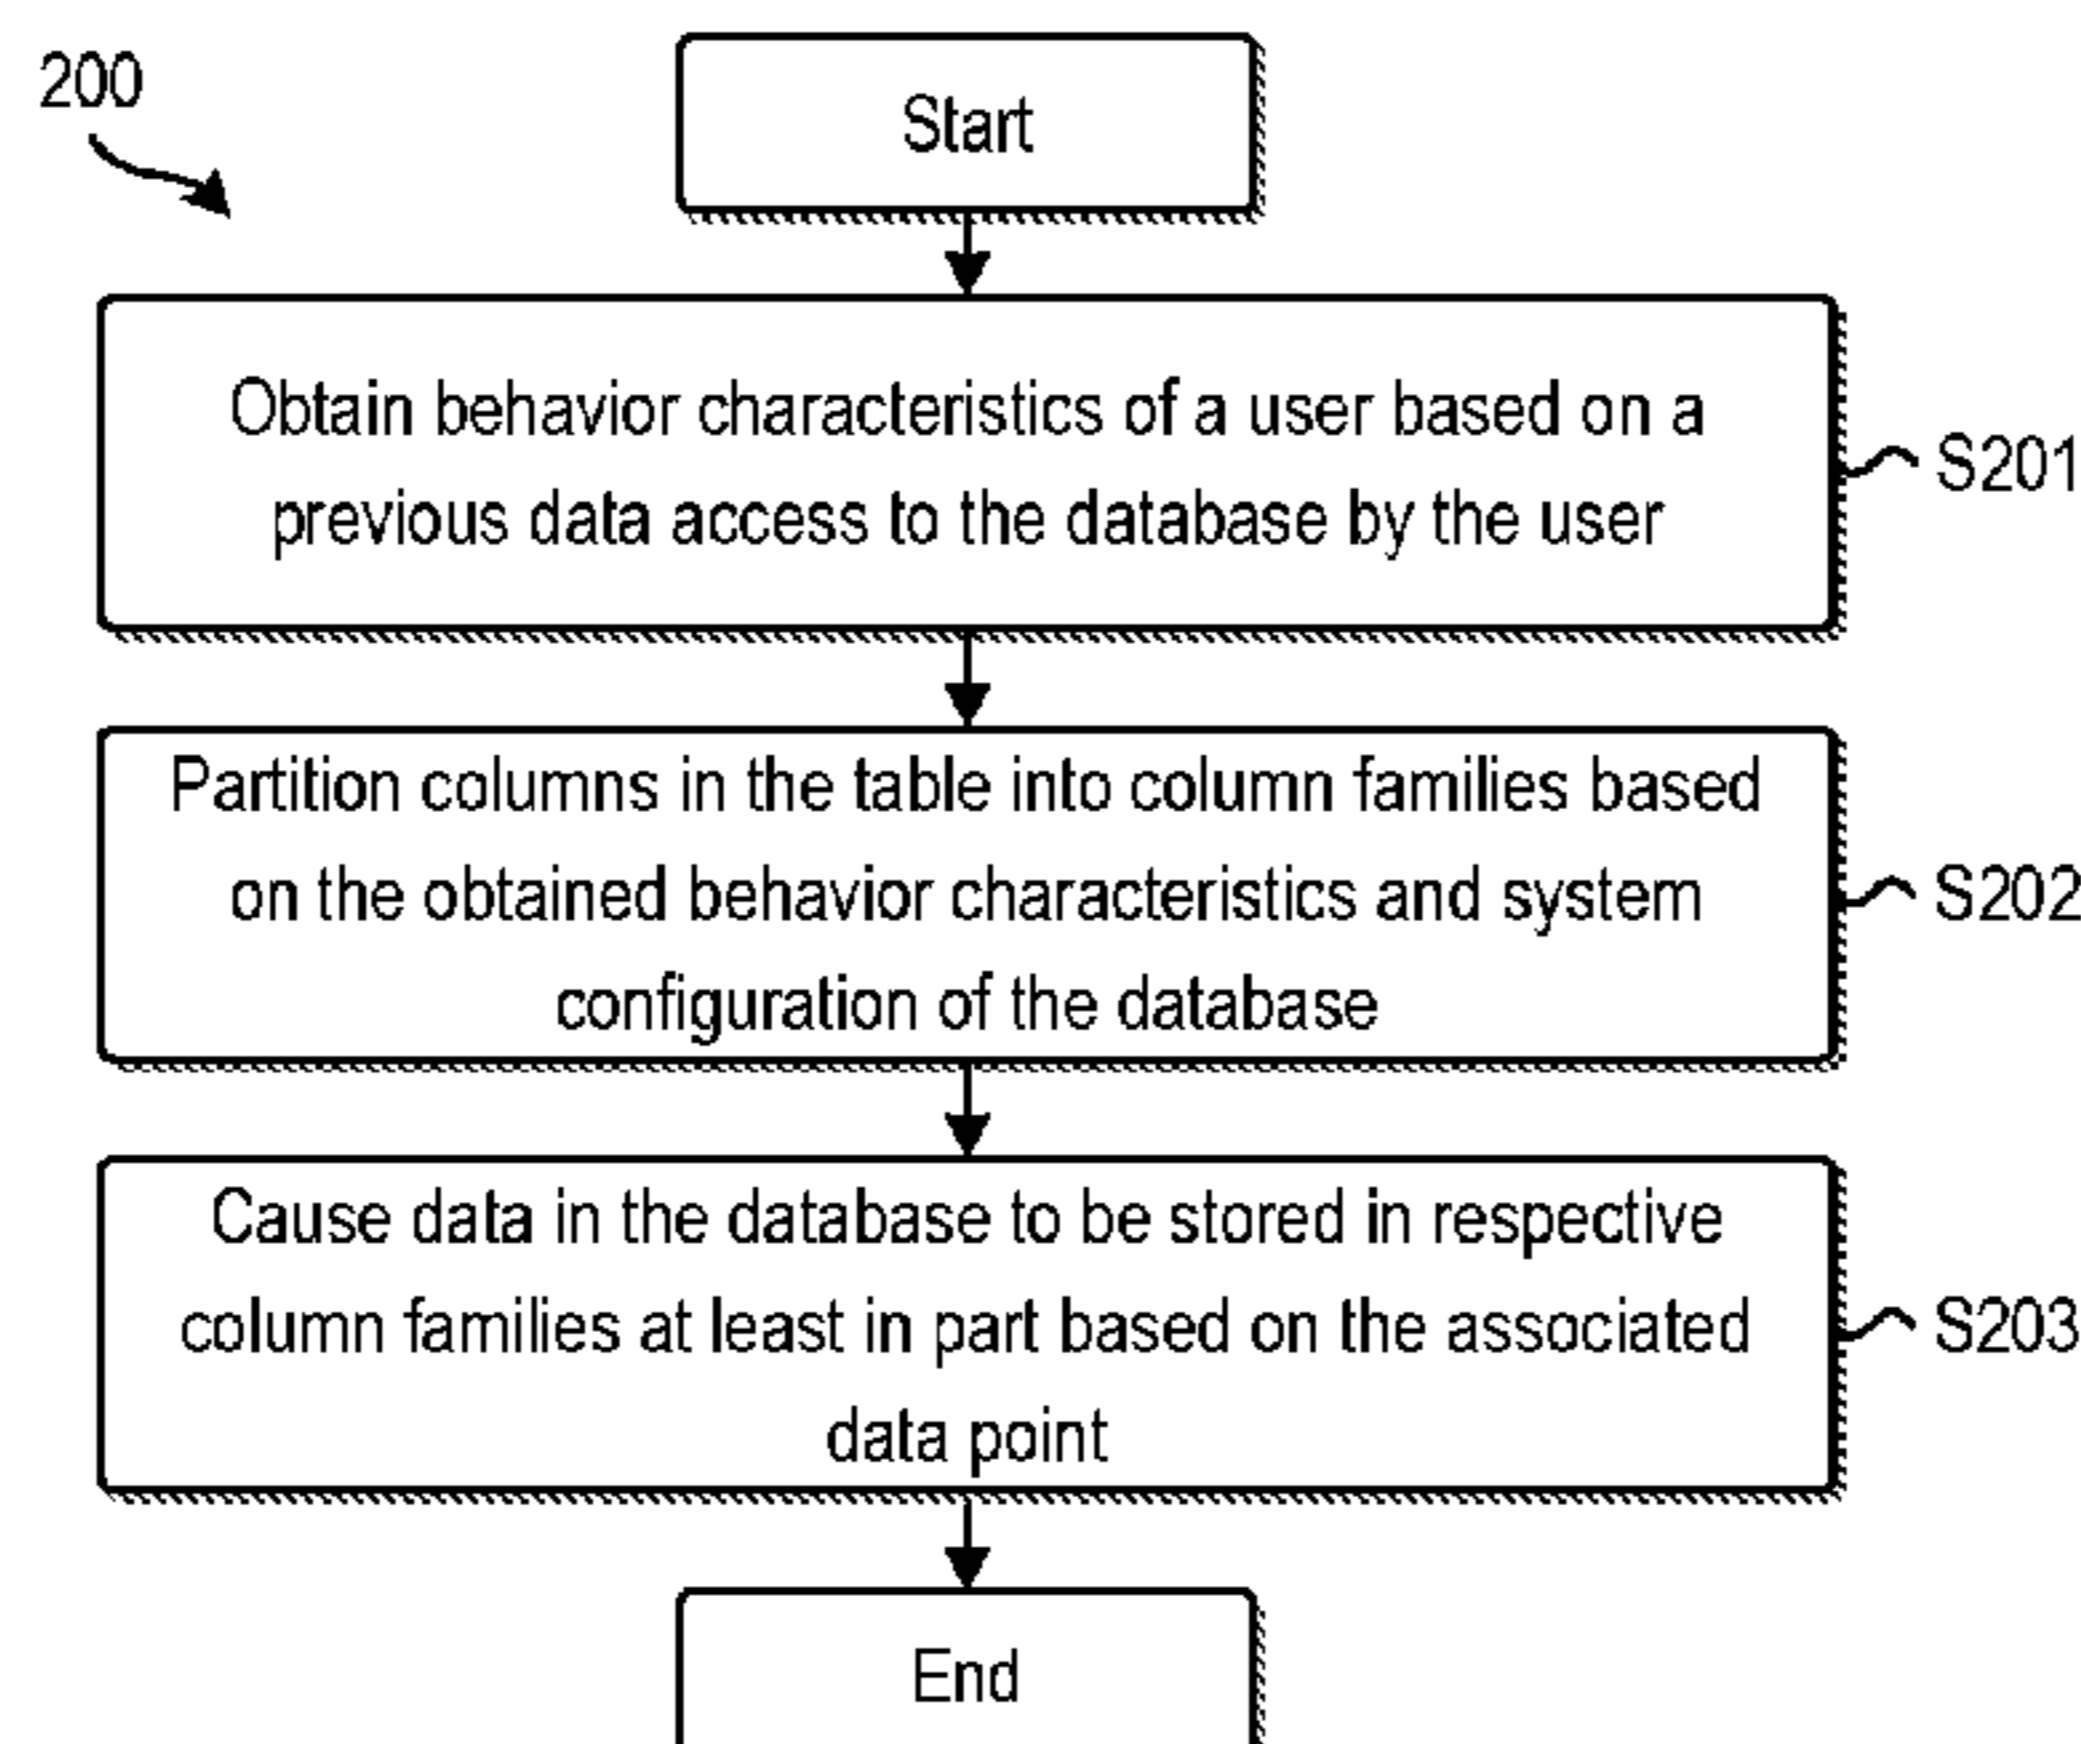 200
Start
Obtain behavior characteristics of a user based on a
previous data access to the database by the user
S201
Partition columns in the table into column families based
on the obtained behavior characteristics and system
configuration of the database
S202
Cause data in the database to be stored in respective
column families at least in part based on the associated
data point
S203
End